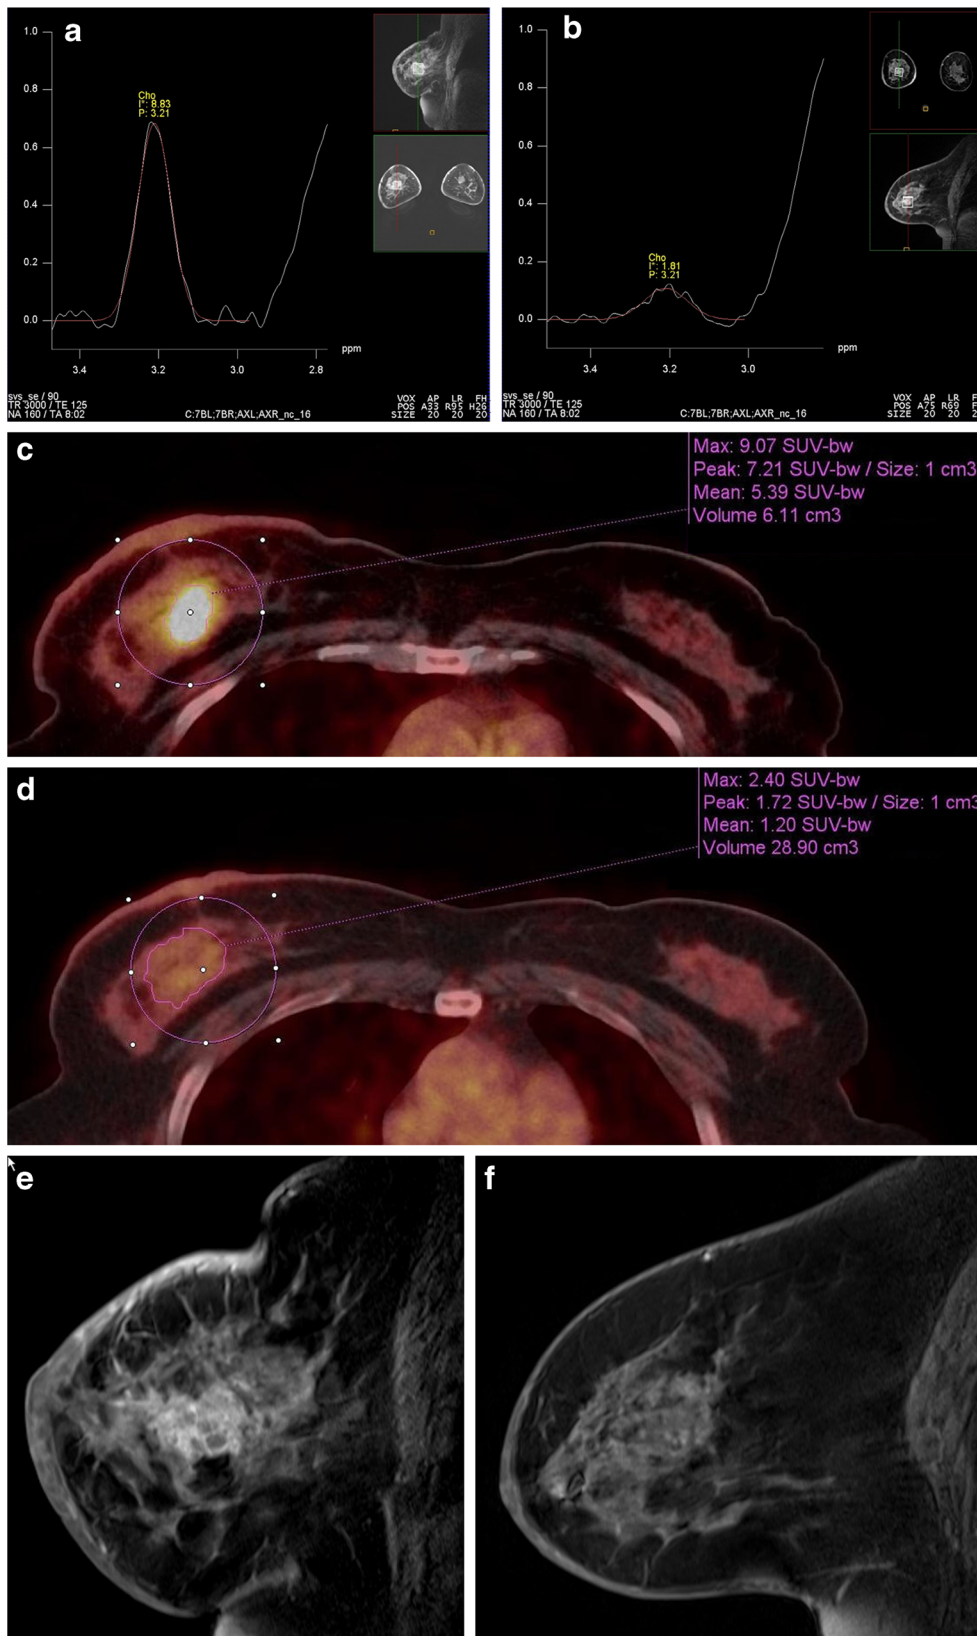 a
1.0
0.8
0.6
0.4
0.2
0.0
Cho
I*: 8.83
P: 3.21
3.4 3.2 3.0 2.8
ppm
svs_se / 90
TR 3000 / TE 125
NA 160 / TA 8:02
C:7BL;7BR;AXL;AXR_nc_16
VOX AP LR FH
POS A33 R95 H26
SIZE 20 20 20
b
1.0
0.8
0.6
0.4
0.2
0.0
Cho
I*: 1.81
P: 3.21
3.4 3.2 3.0
ppm
svs_se / 90
TR 3000 / TE 125
NA 160 / TA 8:02
C:7BL;7BR;AXL;AXR_nc_16
VOX AP LR F
POS A75 R69 F
SIZE 20 20 2
c
Max: 9.07 SUV-bw
Peak: 7.21 SUV-bw / Size: 1 cm3
Mean: 5.39 SUV-bw
Volume 6.11 cm3
d
Max: 2.40 SUV-bw
Peak: 1.72 SUV-bw / Size: 1 cm3
Mean: 1.20 SUV-bw
Volume 28.90 cm3
e
f